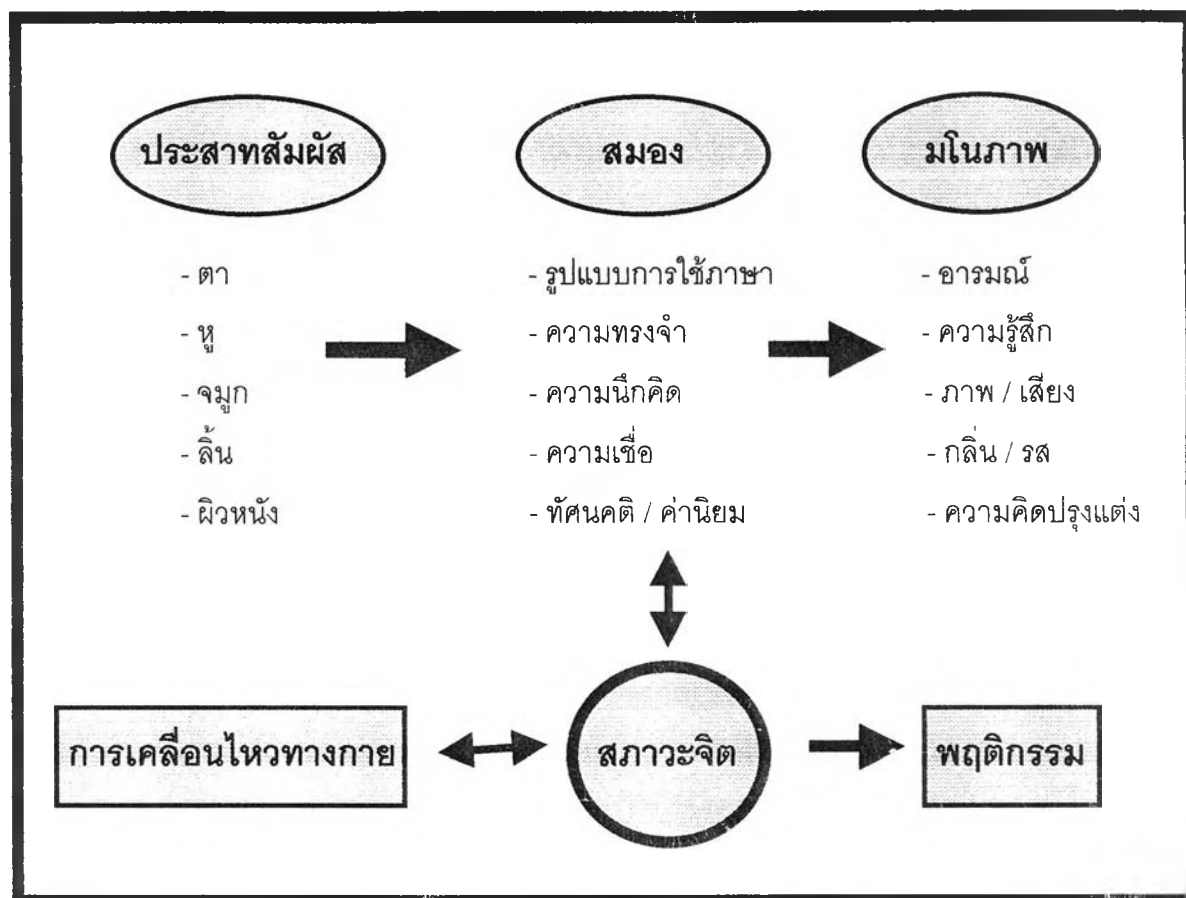 ประสาทสัมผัส
- ตา
- หู
- จมูก
- ลิ้น
- ผิวหนัง
สมอง
- รูปแบบการใช้ภาษา
- ความทรงจำ
- ความนึกคิด
- ความเชื่อ
- ทัศนคติ / ค่านิยม
มโนภาพ
- อารมณ์
- ความรู้สึก
- ภาพ / เสียง
- กลิ่น / รส
- ความคิดปรุงแต่ง
การเคลื่อนไหวทางกาย
สภาวะจิต
พฤติกรรม